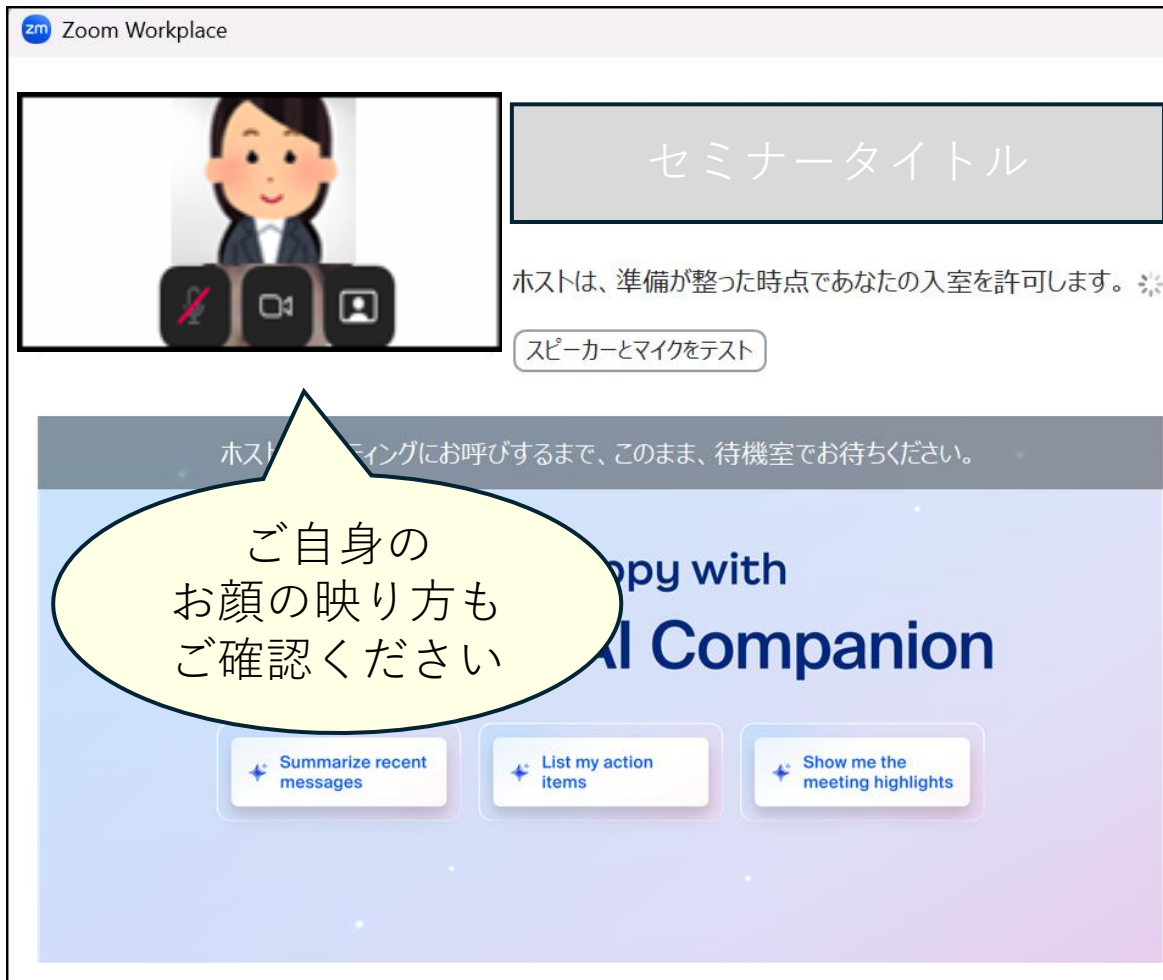 zm Zoom Workplace
セミナータイトル
ホストは、準備が整った時点であなたの入室を許可します。
スピーカーとマイクをテスト
ホスト ティングにお呼びするまで、このまま、待機室でお待ちください。
ご自身の
お顔の映り方も
ご確認ください
with
AI Companion
Summarize recent
messages
List my action
items
Show me the
meeting highlights